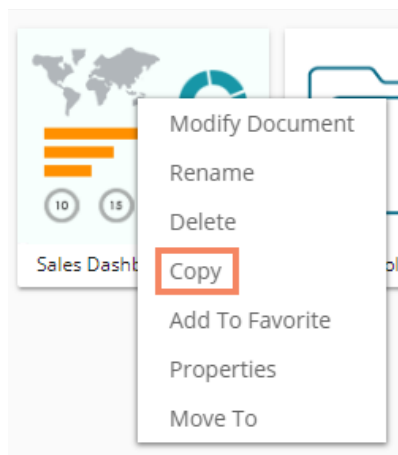 10
15
Sales Dashb
Modify Document
Rename
Delete
Copy
Add To Favorite
Properties
Move To